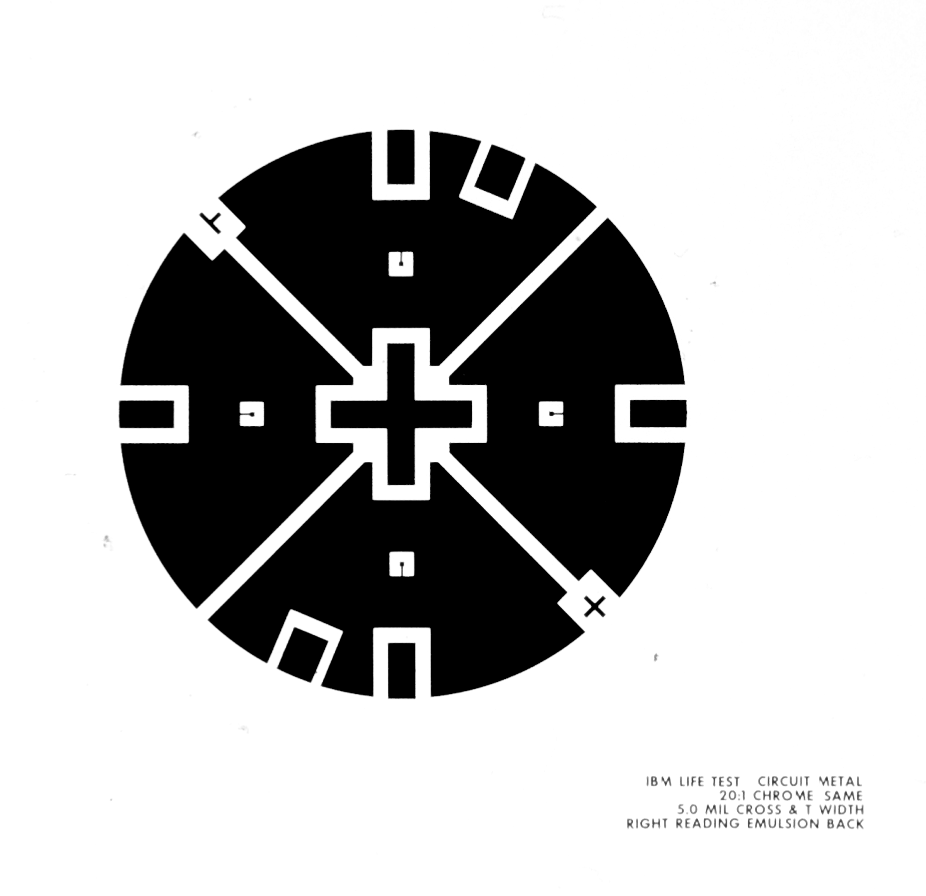 IBM LIFE TEST CIRCUIT METAL
20:1 CHROME SAME
5.0 MIL CROSS & T WIDTH
RIGHT READING EMULSION BACK